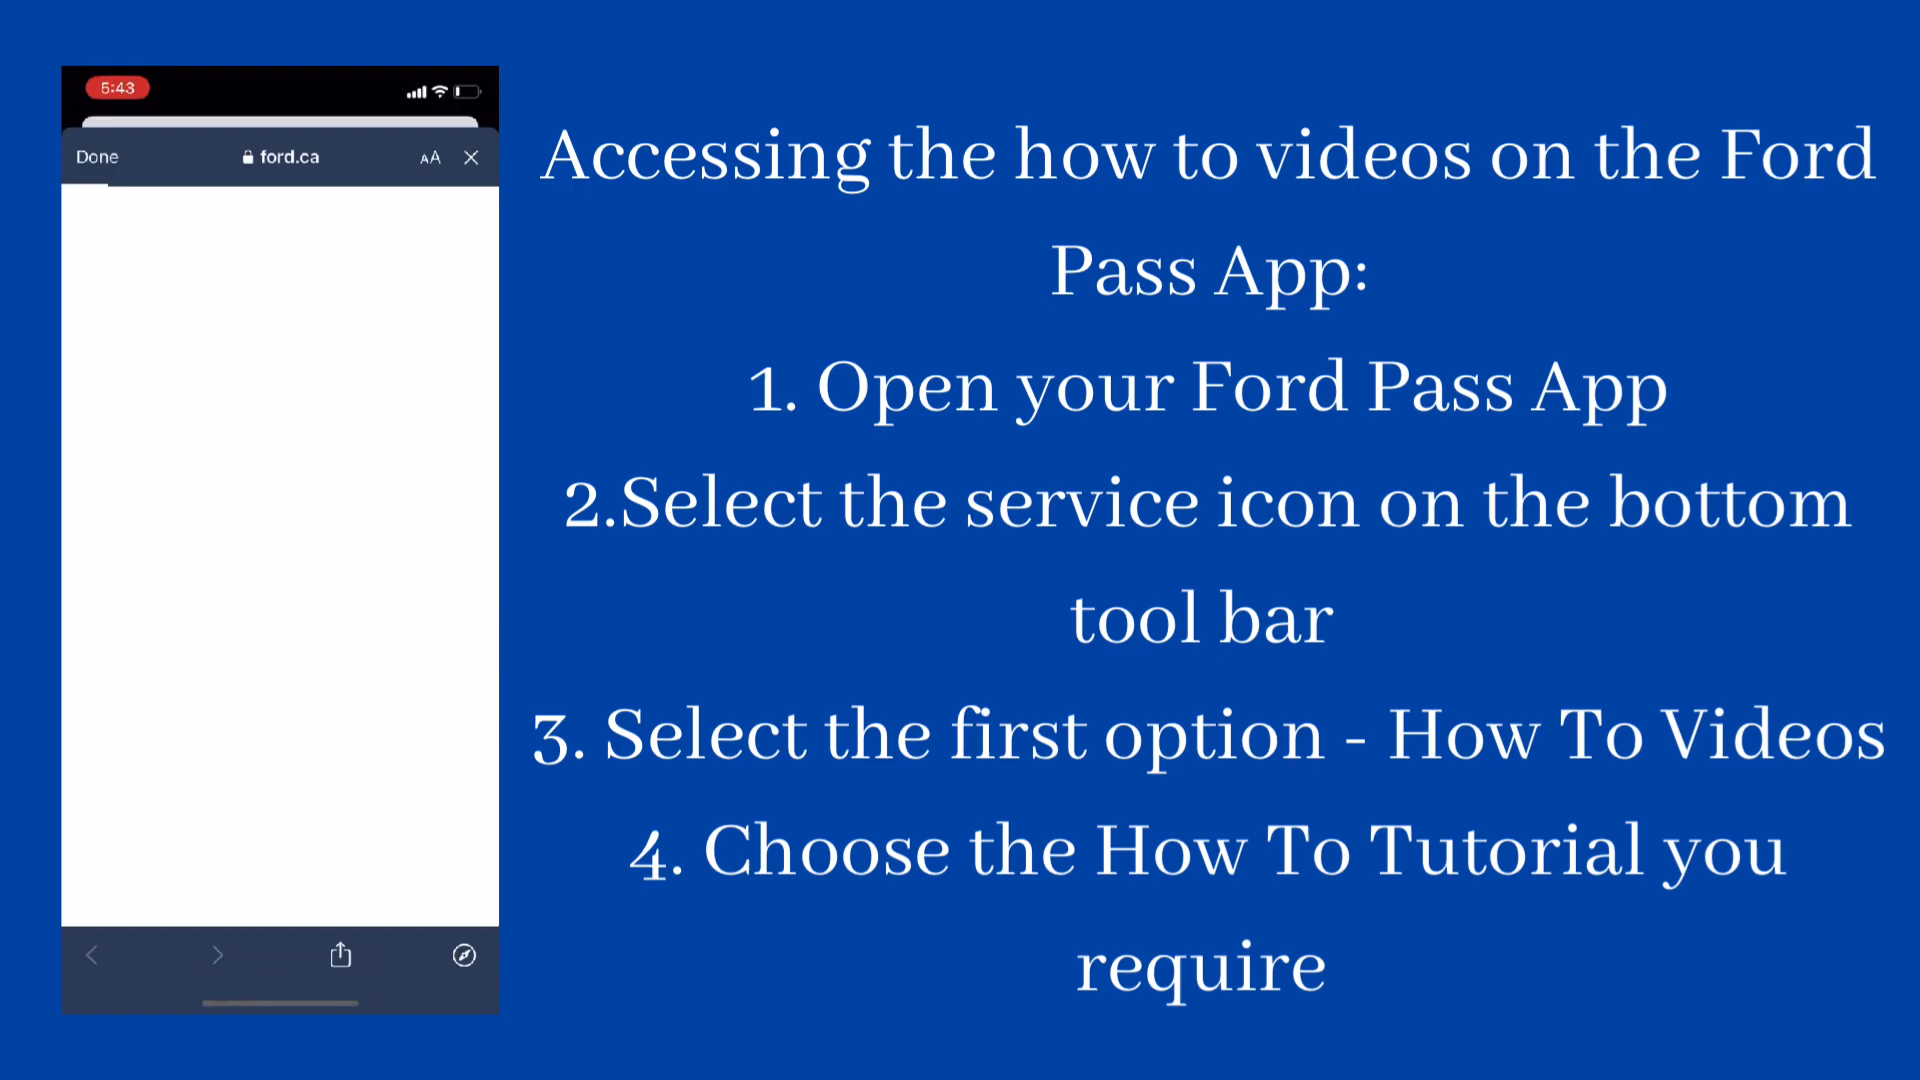 5:43
Done
ford.ca
AA
Accessing the how to videos on the Ford
Pass App:
1. Open your Ford Pass App
2.Select the service icon on the bottom
tool bar
3. Select the first option - How To Videos
4. Choose the How To Tutorial you
require